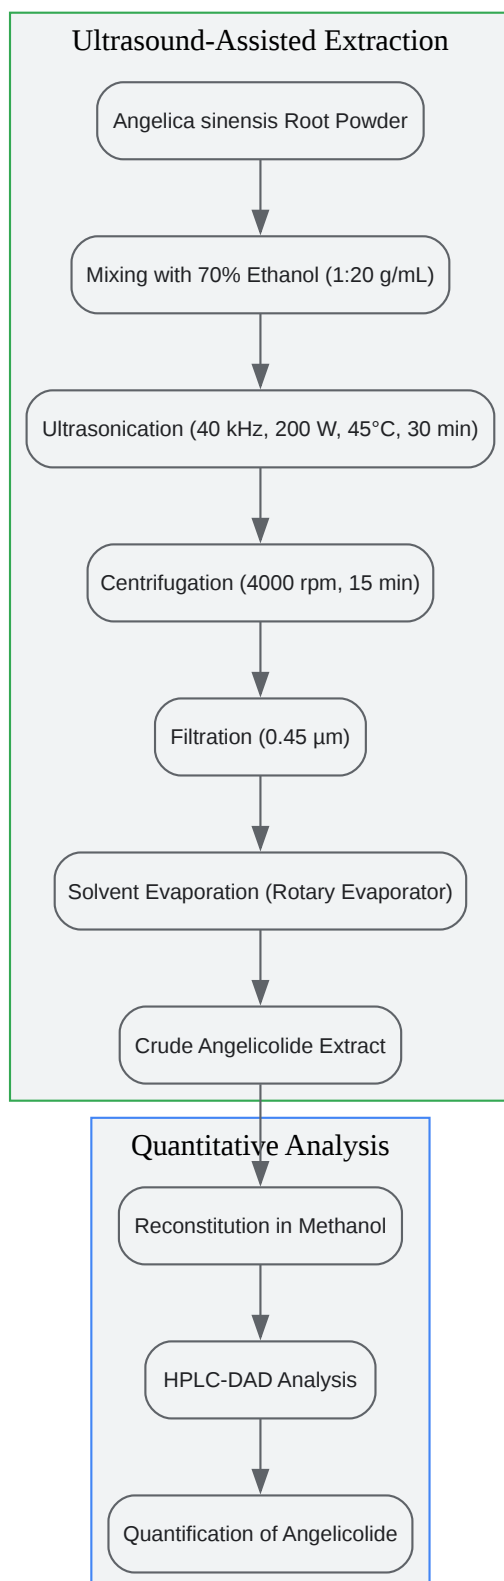 Ultrasound-Assisted Extraction
Angelica sinensis Root Powder
Mixing with 70% Ethanol (1:20 g/mL)
Ultrasonication (40 kHz, 200 W, 45°C, 30 min)
Centrifugation (4000 rpm, 15 min)
Filtration (0.45 µm)
Solvent Evaporation (Rotary Evaporator)
Crude Angelicolide Extract
Quantitative Analysis
Reconstitution in Methanol
HPLC-DAD Analysis
Quantification of Angelicolide